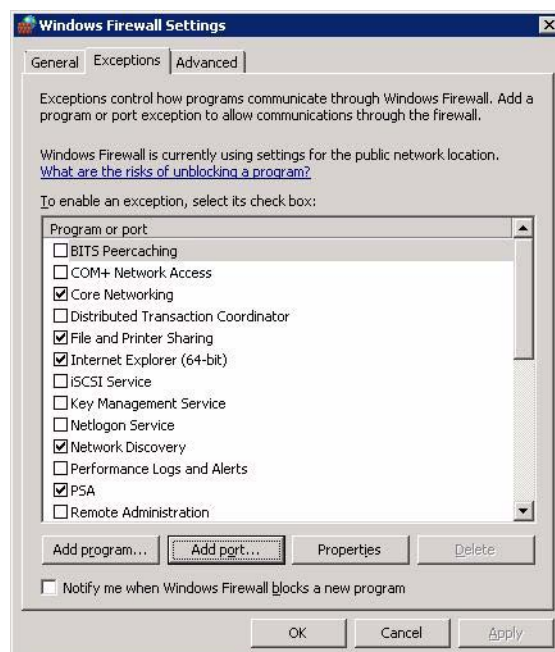 Windows Firewall Settings
General Exceptions Advanced
Exceptions control how programs communicate through Windows Firewall. Add a
program or port exception to allow communications through the firewall.
Windows Firewall is currently using settings for the public network location.
What are the risks of unblocking a program?
To enable an exception, select its check box:
Program or port
BITS Peercaching
COM+ Network Access
Core Networking
Distributed Transaction Coordinator
File and Printer Sharing
Internet Explorer (64-bit)
iSCSI Service
Key Management Service
Netlogon Service
Network Discovery
Performance Logs and Alerts
PSA
Remote Administration
Add program... Add port... Properties Delete
Notify me when Windows Firewall blocks a new program
OK Cancel Apply